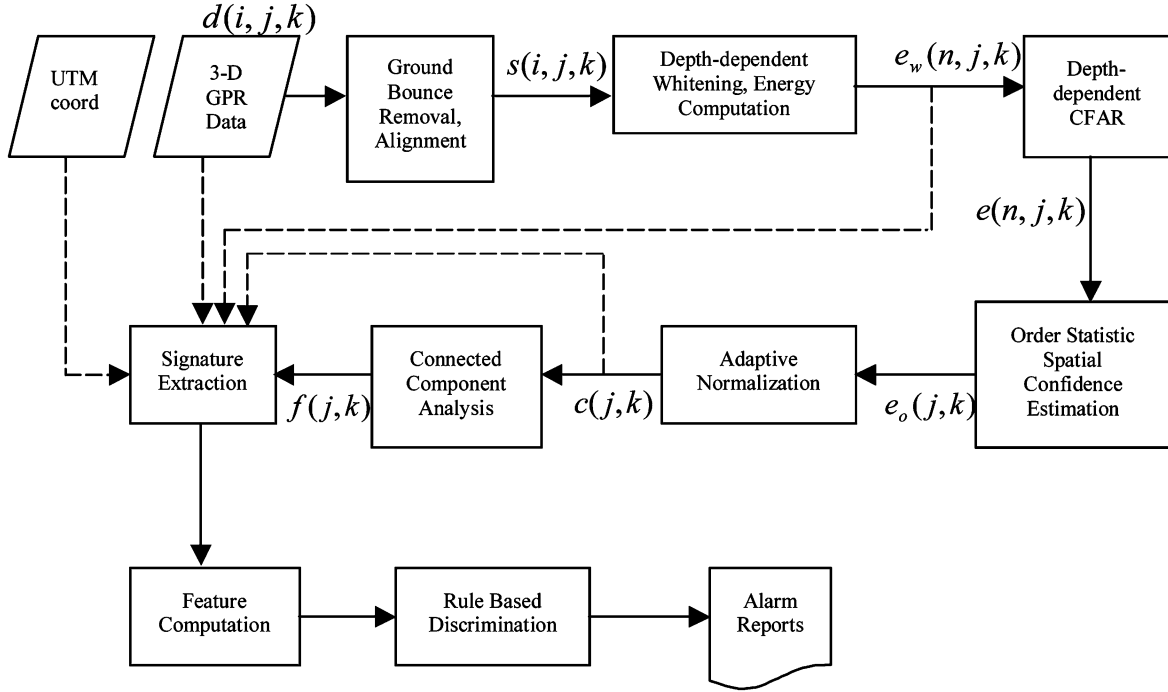 d(i, j, k)
UTM
coord
3-D
GPR
Data
Ground
Bounce
Removal,
Alignment
s(i, j, k)
Depth-dependent
Whitening, Energy
Computation
e_w(n, j, k)
Depth-
dependent
CFAR
e(n, j, k)
Signature
Extraction
f(j, k)
Connected
Component
Analysis
c(j, k)
Adaptive
Normalization
e_o(j, k)
Order Statistic
Spatial
Confidence
Estimation
Feature
Computation
Rule Based
Discrimination
Alarm
Reports